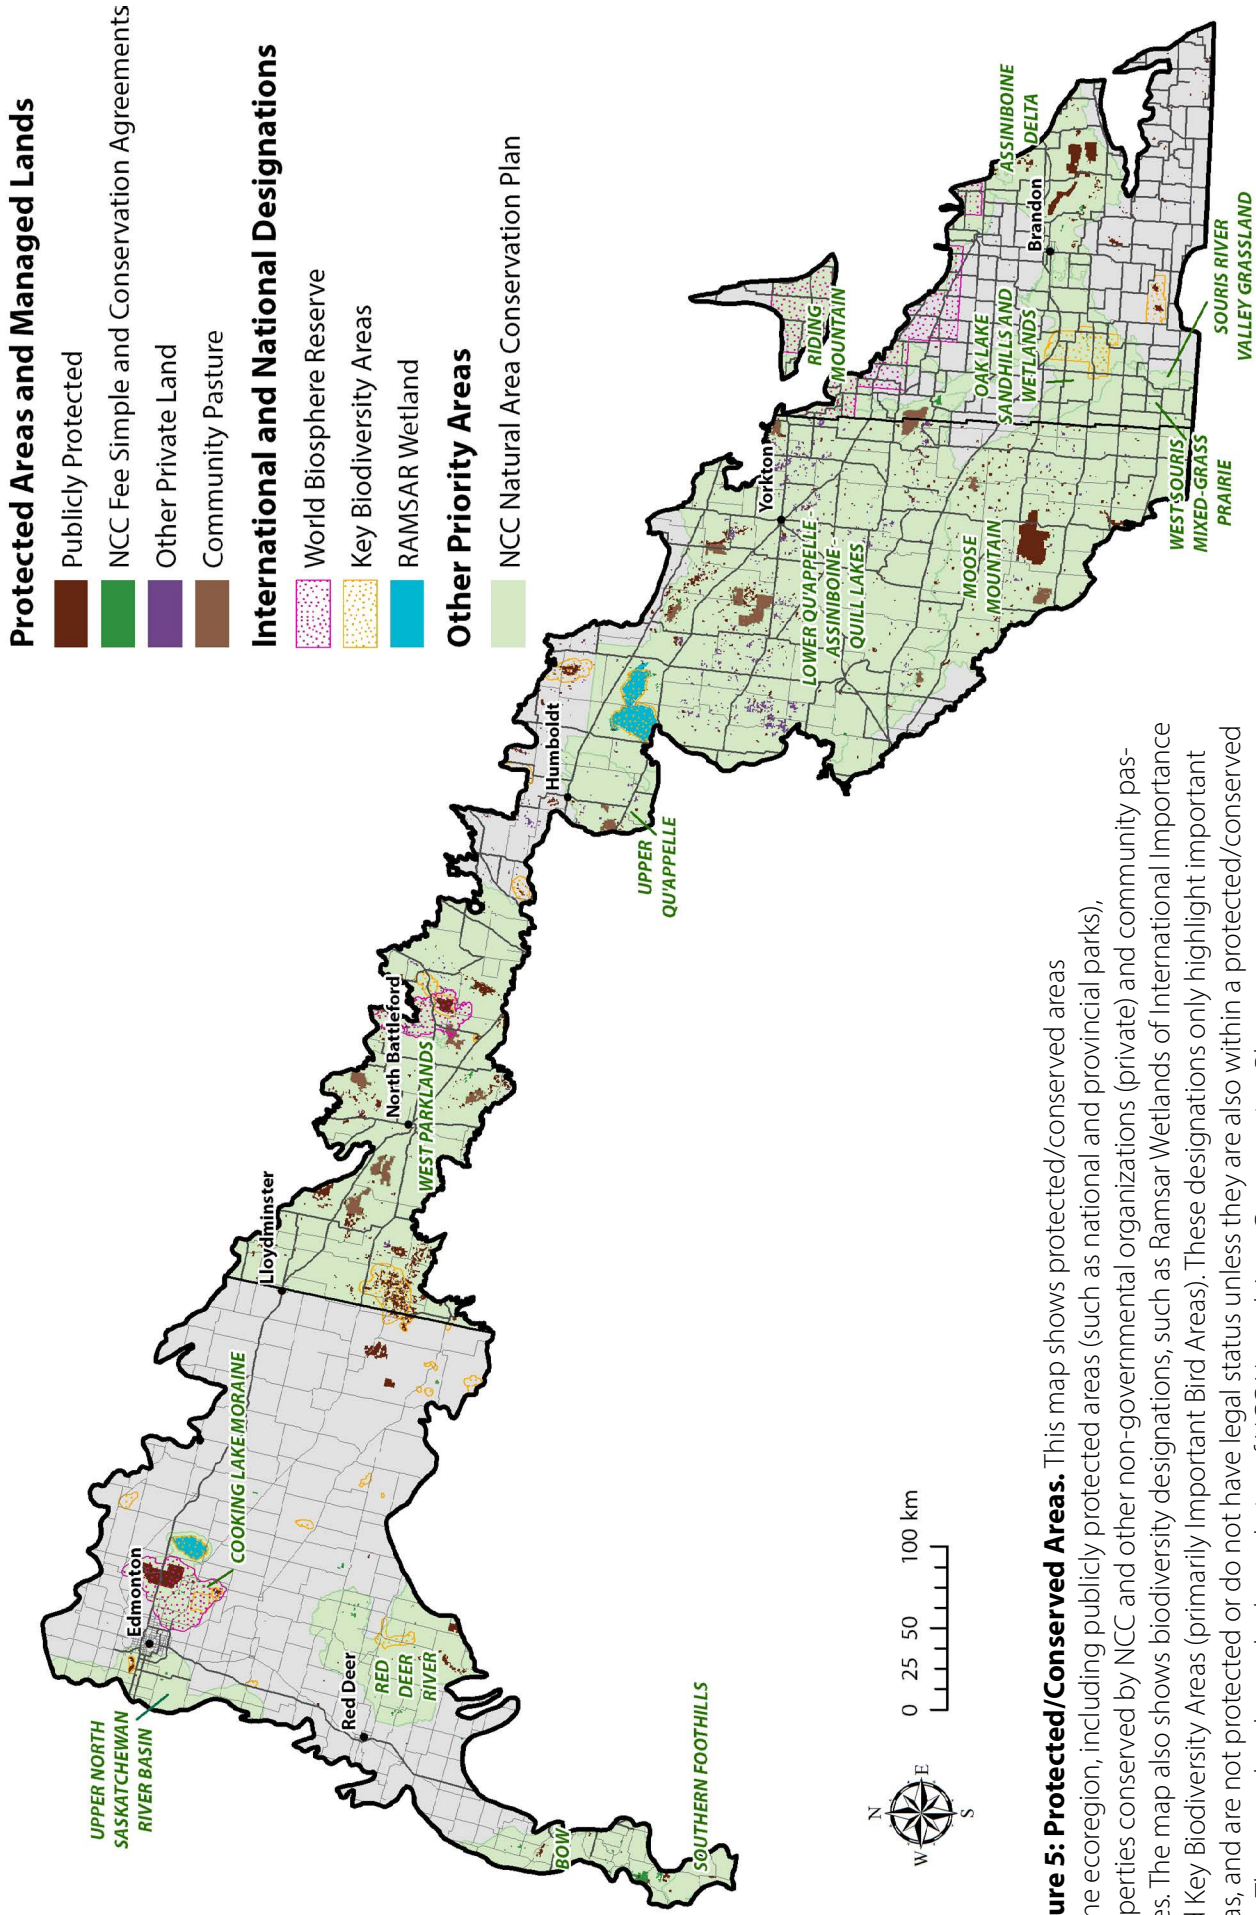 Protected Areas and Managed Lands
Publicly Protected
NCC Fee Simple and Conservation Agreements
Other Private Land
Community Pasture
International and National Designations
World Biosphere Reserve
Key Biodiversity Areas
RAMSAR Wetland
Other Priority Areas
NCC Natural Area Conservation Plan
UPPER NORTH
SASKATCHEWAN
RIVER BASIN
Edmonton
COOKING LAKE MORAINE
Lloydminster
Red Deer
RED
DEER
RIVER
BOW
SOUTHERN FOOTHILLS
North Battleford
WEST PARKLANDS
Humboldt
UPPER
QU'APPELLE
Yorkton
LOWER QU'APPELLE-
ASSINIBOINE-
QUILL LAKES
MOOSE
MOUNTAIN
RIDING
MOUNTAIN
OAK LAKE
SANDHILLS AND
WETLANDS
Brandon
ASSINIBOINE
DELTA
WEST SOURIS
MIXED-GRASS
PRAIRIE
SOURIS RIVER
VALLEY GRASSLAND
N
W E
S
0 25 50 100 km
ure 5: Protected/Conserved Areas. This map shows protected/conserved areas
ne ecoregion, including publicly protected areas (such as national and provincial parks),
perties conserved by NCC and other non-governmental organizations (private) and community pas-
es. The map also shows biodiversity designations, such as Ramsar Wetlands of International Importance
d Key Biodiversity Areas (primarily Important Bird Areas). These designations only highlight important
as, and are not protected or do not have legal status unless they are also within a protected/conserved